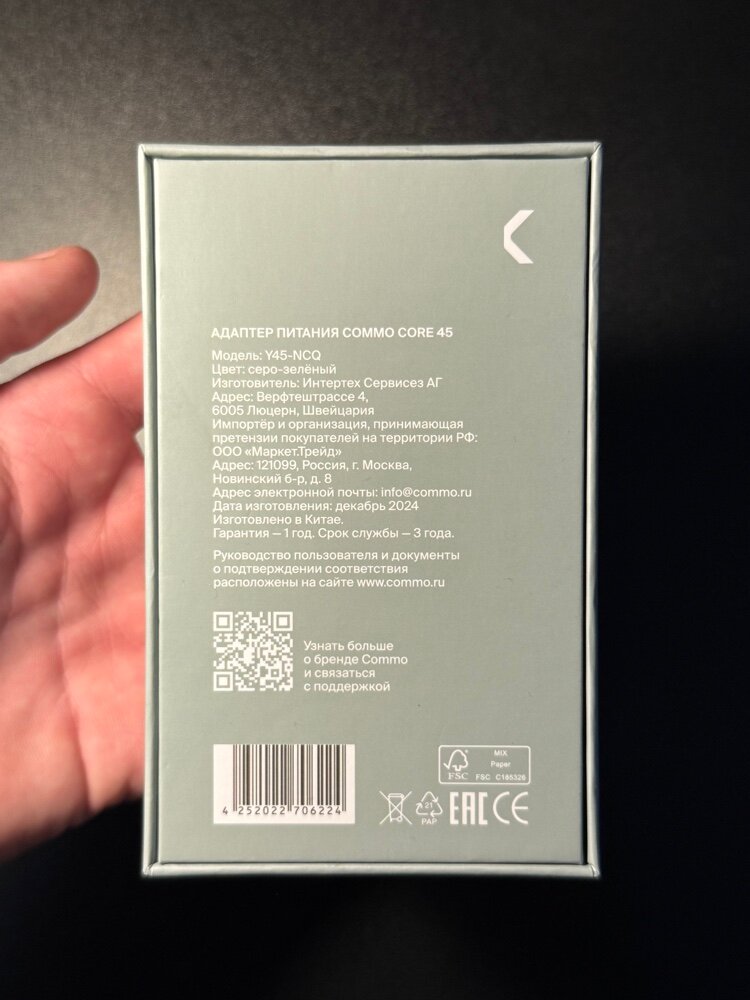 АДАПТЕР ПИТАНИЯ COMMO CORE 45
Модель: Y45-NCQ
Цвет: серо-зелёный
Изготовитель: Интертех Сервисез АГ
Адрес: Верфтештрассе 4,
6005 Люцерн, Швейцария
Импортёр и организация, принимающая
претензии покупателей на территории РФ:
ООО «Маркет.Трейд»
Адрес: 121099, Россия, г. Москва,
Новинский б-р, д. 8
Адрес электронной почты: info@commo.ru
Дата изготовления: декабрь 2024
Изготовлено в Китае.
Гарантия – 1 год. Срок службы – 3 года.
Руководство пользователя и документы
о подтверждении соответствия
расположены на сайте www.commo.ru
Узнать больше
о бренде Commo
и связаться
с поддержкой
4 252022 706224
MIX
Paper
FSC FSC C165326
21
PAP
EAC CE